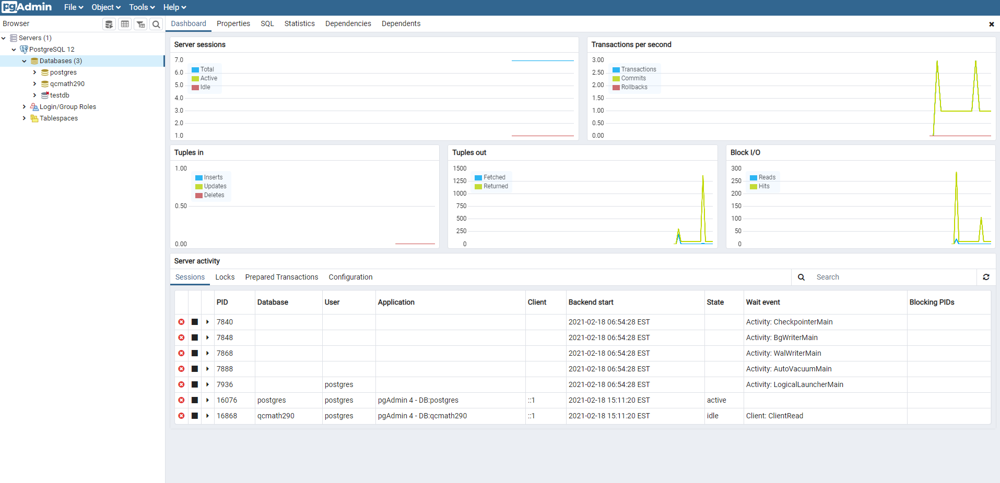 pgAdmin File Object Tools Help
Browser
Dashboard Properties SQL Statistics Dependencies Dependents
Servers (1)
PostgreSQL 12
Databases (3)
postgres
qcmath290
testdb
Login/Group Roles
Tablespaces
Server sessions
7.0
6.0
5.0
4.0
3.0
2.0
1.0
Total
Active
Idle
Transactions per second
3.00
2.50
2.00
1.50
1.00
0.50
0.00
Transactions
Commits
Rollbacks
Tuples in
1.00
0.50
0.00
Inserts
Updates
Deletes
Tuples out
1500
1250
1000
750
500
250
0
Fetched
Returned
Block I/O
300
250
200
150
100
50
0
Reads
Hits
Server activity
Sessions Locks Prepared Transactions Configuration Search
PID Database User Application Client Backend start State Wait event Blocking PIDs
7840 2021-02-18 06:54:28 EST Activity: CheckpointerMain
7848 2021-02-18 06:54:28 EST Activity: BgWriterMain
7868 2021-02-18 06:54:28 EST Activity: WalWriterMain
7888 2021-02-18 06:54:28 EST Activity: AutoVacuumMain
7936 postgres 2021-02-18 06:54:28 EST Activity: LogicalLauncherMain
16076 postgres postgres pgAdmin 4 - DB:postgres ::1 2021-02-18 15:11:20 EST active
16868 qcmath290 postgres pgAdmin 4 - DB:qcmath290 ::1 2021-02-18 15:11:20 EST idle Client: ClientRead